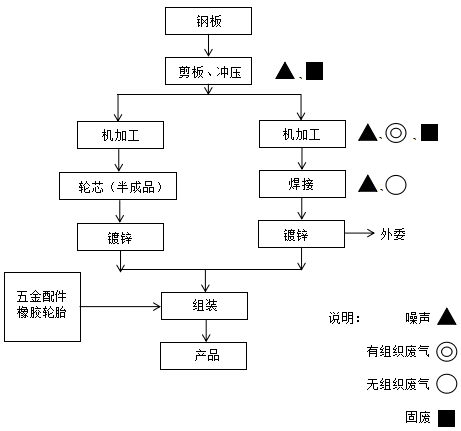 钢板
剪板、冲压
、
机加工
机加工
、
、
轮芯（半成品）
焊接
、
镀锌
镀锌
外委
五金配件
橡胶轮胎
组装
说明：
噪声
产品
有组织废气
无组织废气
固废